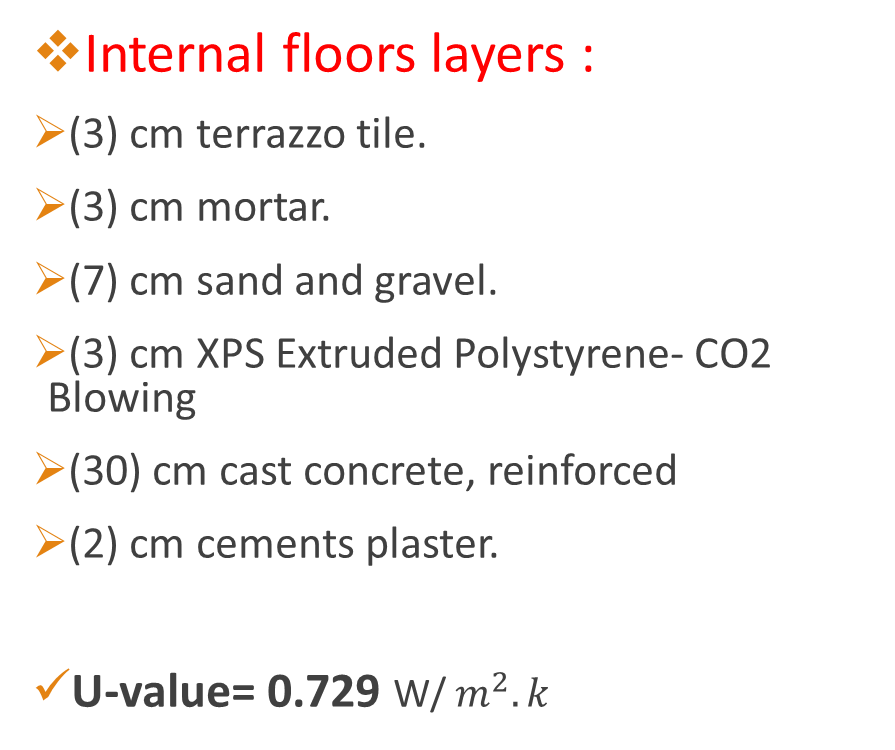 ❖Internal floors layers :
➢(3) cm terrazzo tile.
➢(3) cm mortar.
➢(7) cm sand and gravel.
➢(3) cm XPS Extruded Polystyrene- CO2
Blowing
➢(30) cm cast concrete, reinforced
➢(2) cm cements plaster.
✓U-value= 0.729 W/ m². k